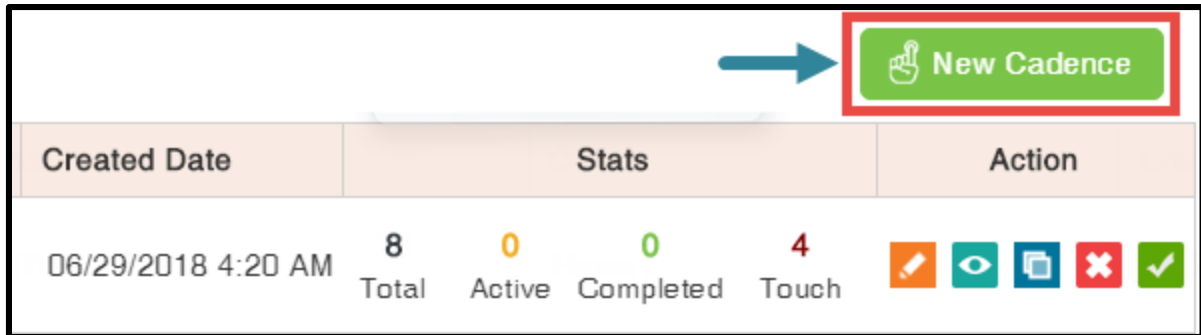 New Cadence
Created Date Stats Action
06/29/2018 4:20 AM 8 0 0 4
Total Active Completed Touch